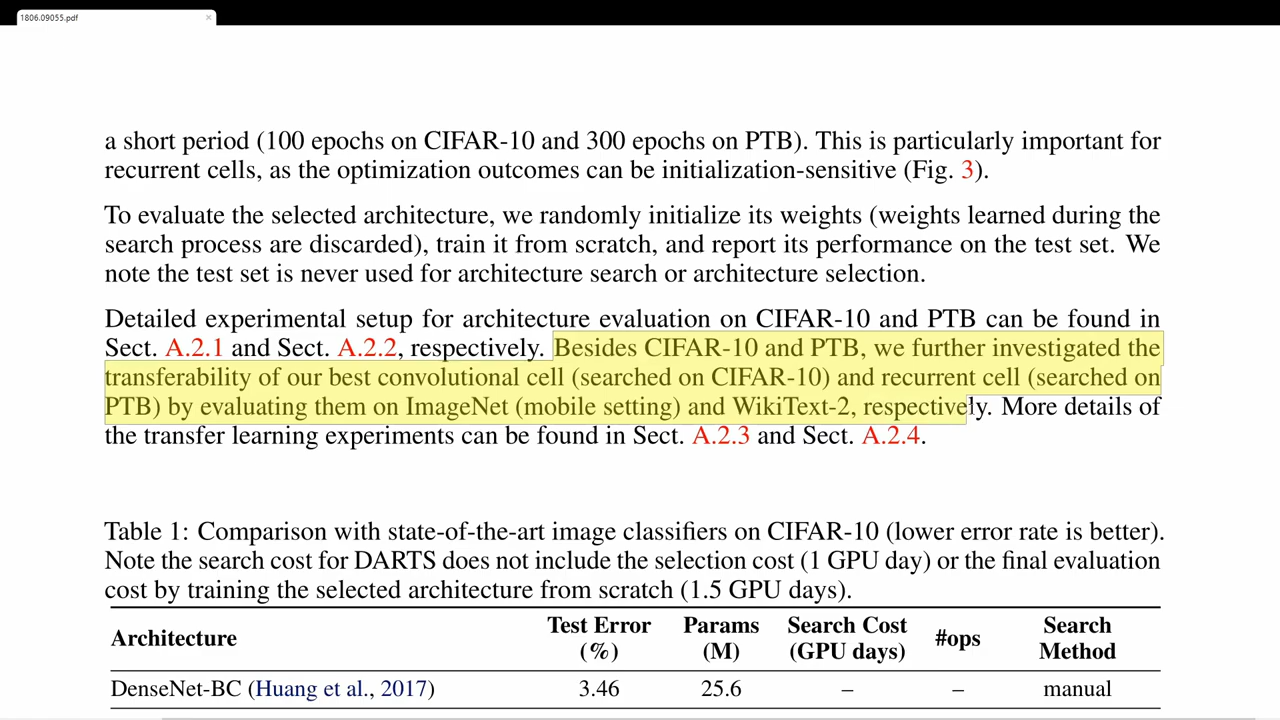 1806.09055.pdf ×
a short period (100 epochs on CIFAR-10 and 300 epochs on PTB). This is particularly important for
recurrent cells, as the optimization outcomes can be initialization-sensitive (Fig. 3).
To evaluate the selected architecture, we randomly initialize its weights (weights learned during the
search process are discarded), train it from scratch, and report its performance on the test set. We
note the test set is never used for architecture search or architecture selection.
Detailed experimental setup for architecture evaluation on CIFAR-10 and PTB can be found in
Sect. A.2.1 and Sect. A.2.2, respectively. Besides CIFAR-10 and PTB, we further investigated the
transferability of our best convolutional cell (searched on CIFAR-10) and recurrent cell (searched on
PTB) by evaluating them on ImageNet (mobile setting) and WikiText-2, respectively. More details of
the transfer learning experiments can be found in Sect. A.2.3 and Sect. A.2.4.
Table 1: Comparison with state-of-the-art image classifiers on CIFAR-10 (lower error rate is better).
Note the search cost for DARTS does not include the selection cost (1 GPU day) or the final evaluation
cost by training the selected architecture from scratch (1.5 GPU days).
Architecture Test Error (%) Params (M) Search Cost (GPU days) #ops Search Method
DenseNet-BC (Huang et al., 2017) 3.46 25.6 – – manual